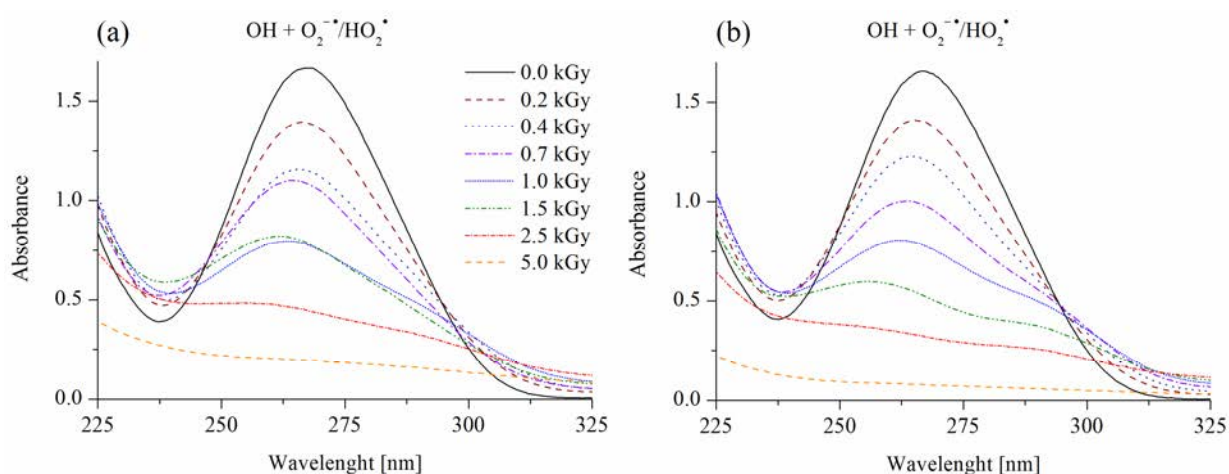 (a)
OH + O₂⁻•/HO₂•
0.0 kGy
0.2 kGy
0.4 kGy
0.7 kGy
1.0 kGy
1.5 kGy
2.5 kGy
5.0 kGy
1.5
1.0
0.5
0.0
Absorbance
225 250 275 300 325
Wavelenght [nm]
(b)
OH + O₂⁻•/HO₂•
1.5
1.0
0.5
0.0
Absorbance
225 250 275 300 325
Wavelenght [nm]